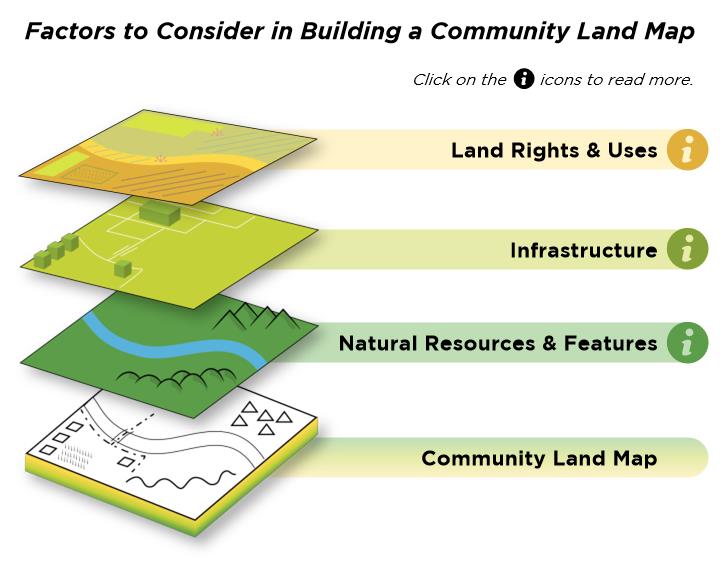 Factors to Consider in Building a Community Land Map
Click on the i icons to read more.
Land Rights & Uses i
Infrastructure i
Natural Resources & Features i
Community Land Map